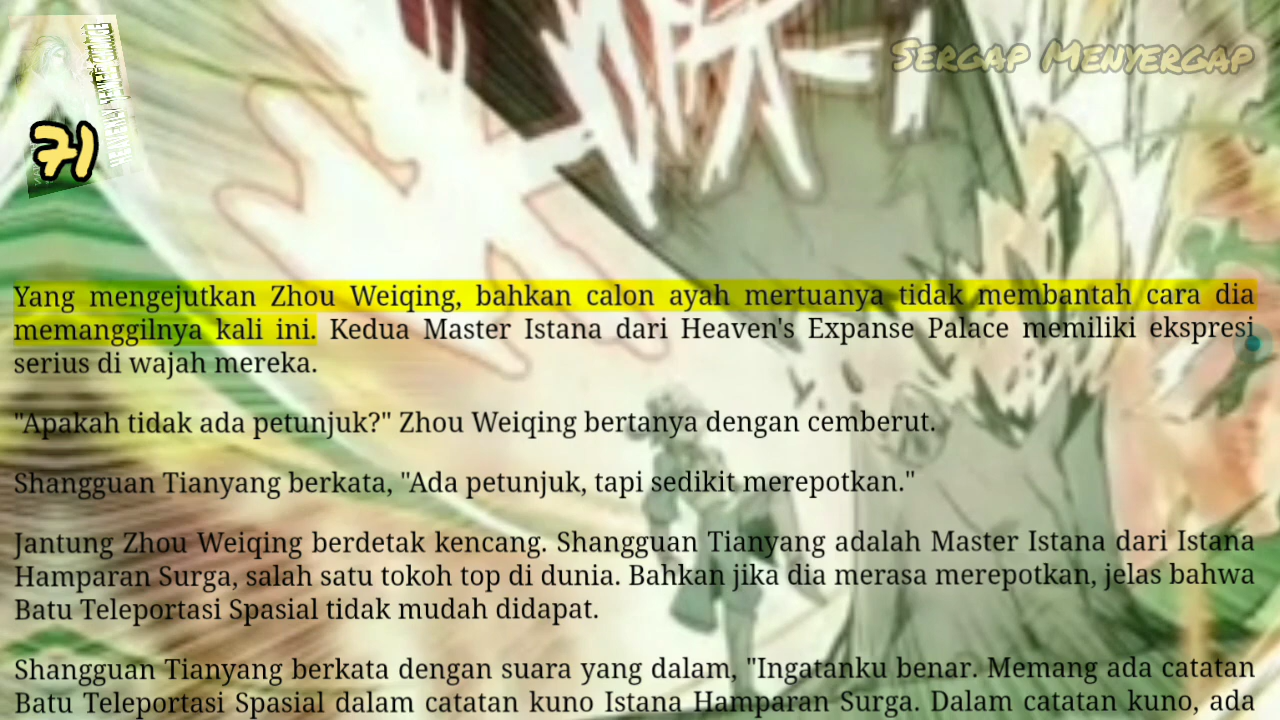 Sergap Menyergap
71
Yang mengejutkan Zhou Weiqing, bahkan calon ayah mertuanya tidak membantah cara dia
memanggilnya kali ini. Kedua Master Istana dari Heaven's Expanse Palace memiliki ekspresi
serius di wajah mereka.
"Apakah tidak ada petunjuk?" Zhou Weiqing bertanya dengan cemberut.
Shangguan Tianyang berkata, "Ada petunjuk, tapi sedikit merepotkan."
Jantung Zhou Weiqing berdetak kencang. Shangguan Tianyang adalah Master Istana dari Istana
Hamparan Surga, salah satu tokoh top di dunia. Bahkan jika dia merasa merepotkan, jelas bahwa
Batu Teleportasi Spasial tidak mudah didapat.
Shangguan Tianyang berkata dengan suara yang dalam, "Ingatanku benar. Memang ada catatan
Batu Teleportasi Spasial dalam catatan kuno Istana Hamparan Surga. Dalam catatan kuno, ada